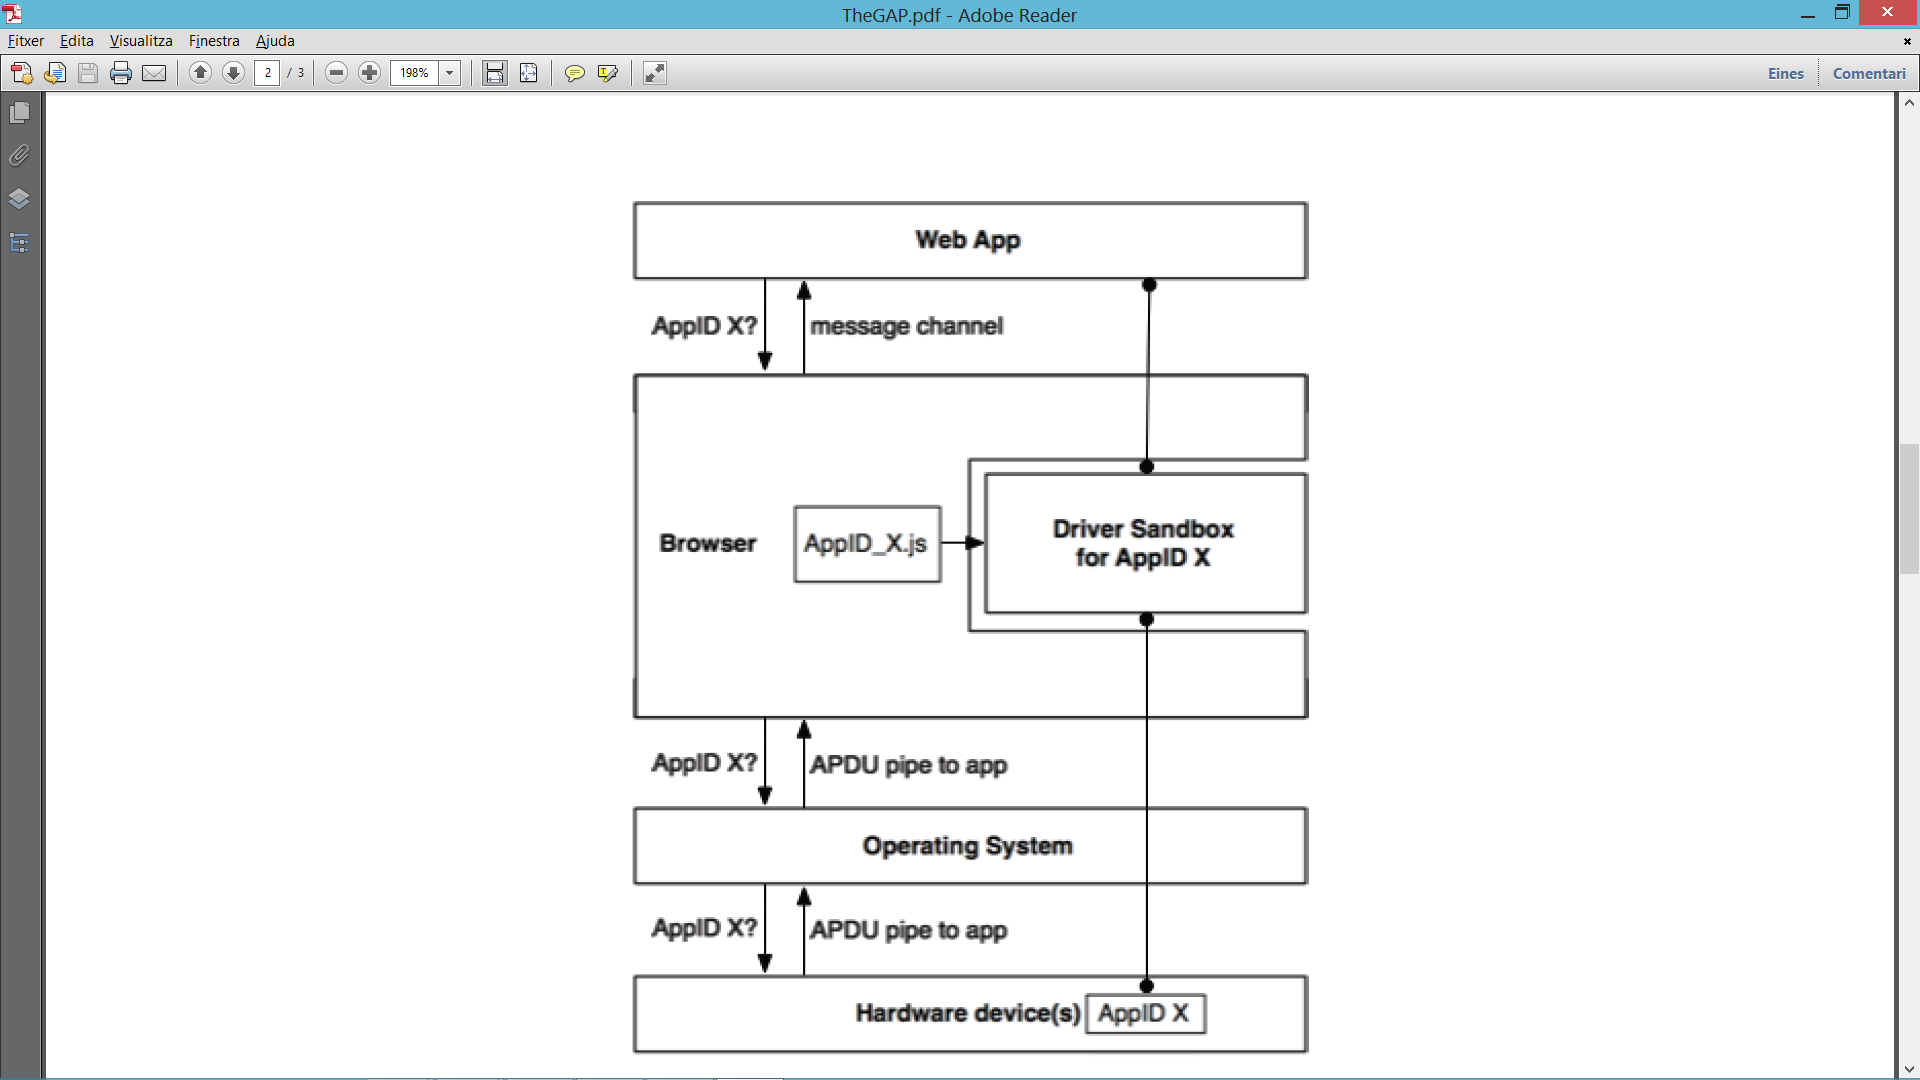 TheGAP.pdf - Adobe Reader
Fitxer Edita Visualitza Finestra Ajuda
2 / 3 198% Eines Comentari
Web App
AppID X? message channel
Browser
AppID_X.js
Driver Sandbox
for AppID X
AppID X? APDU pipe to app
Operating System
AppID X? APDU pipe to app
Hardware device(s) AppID X